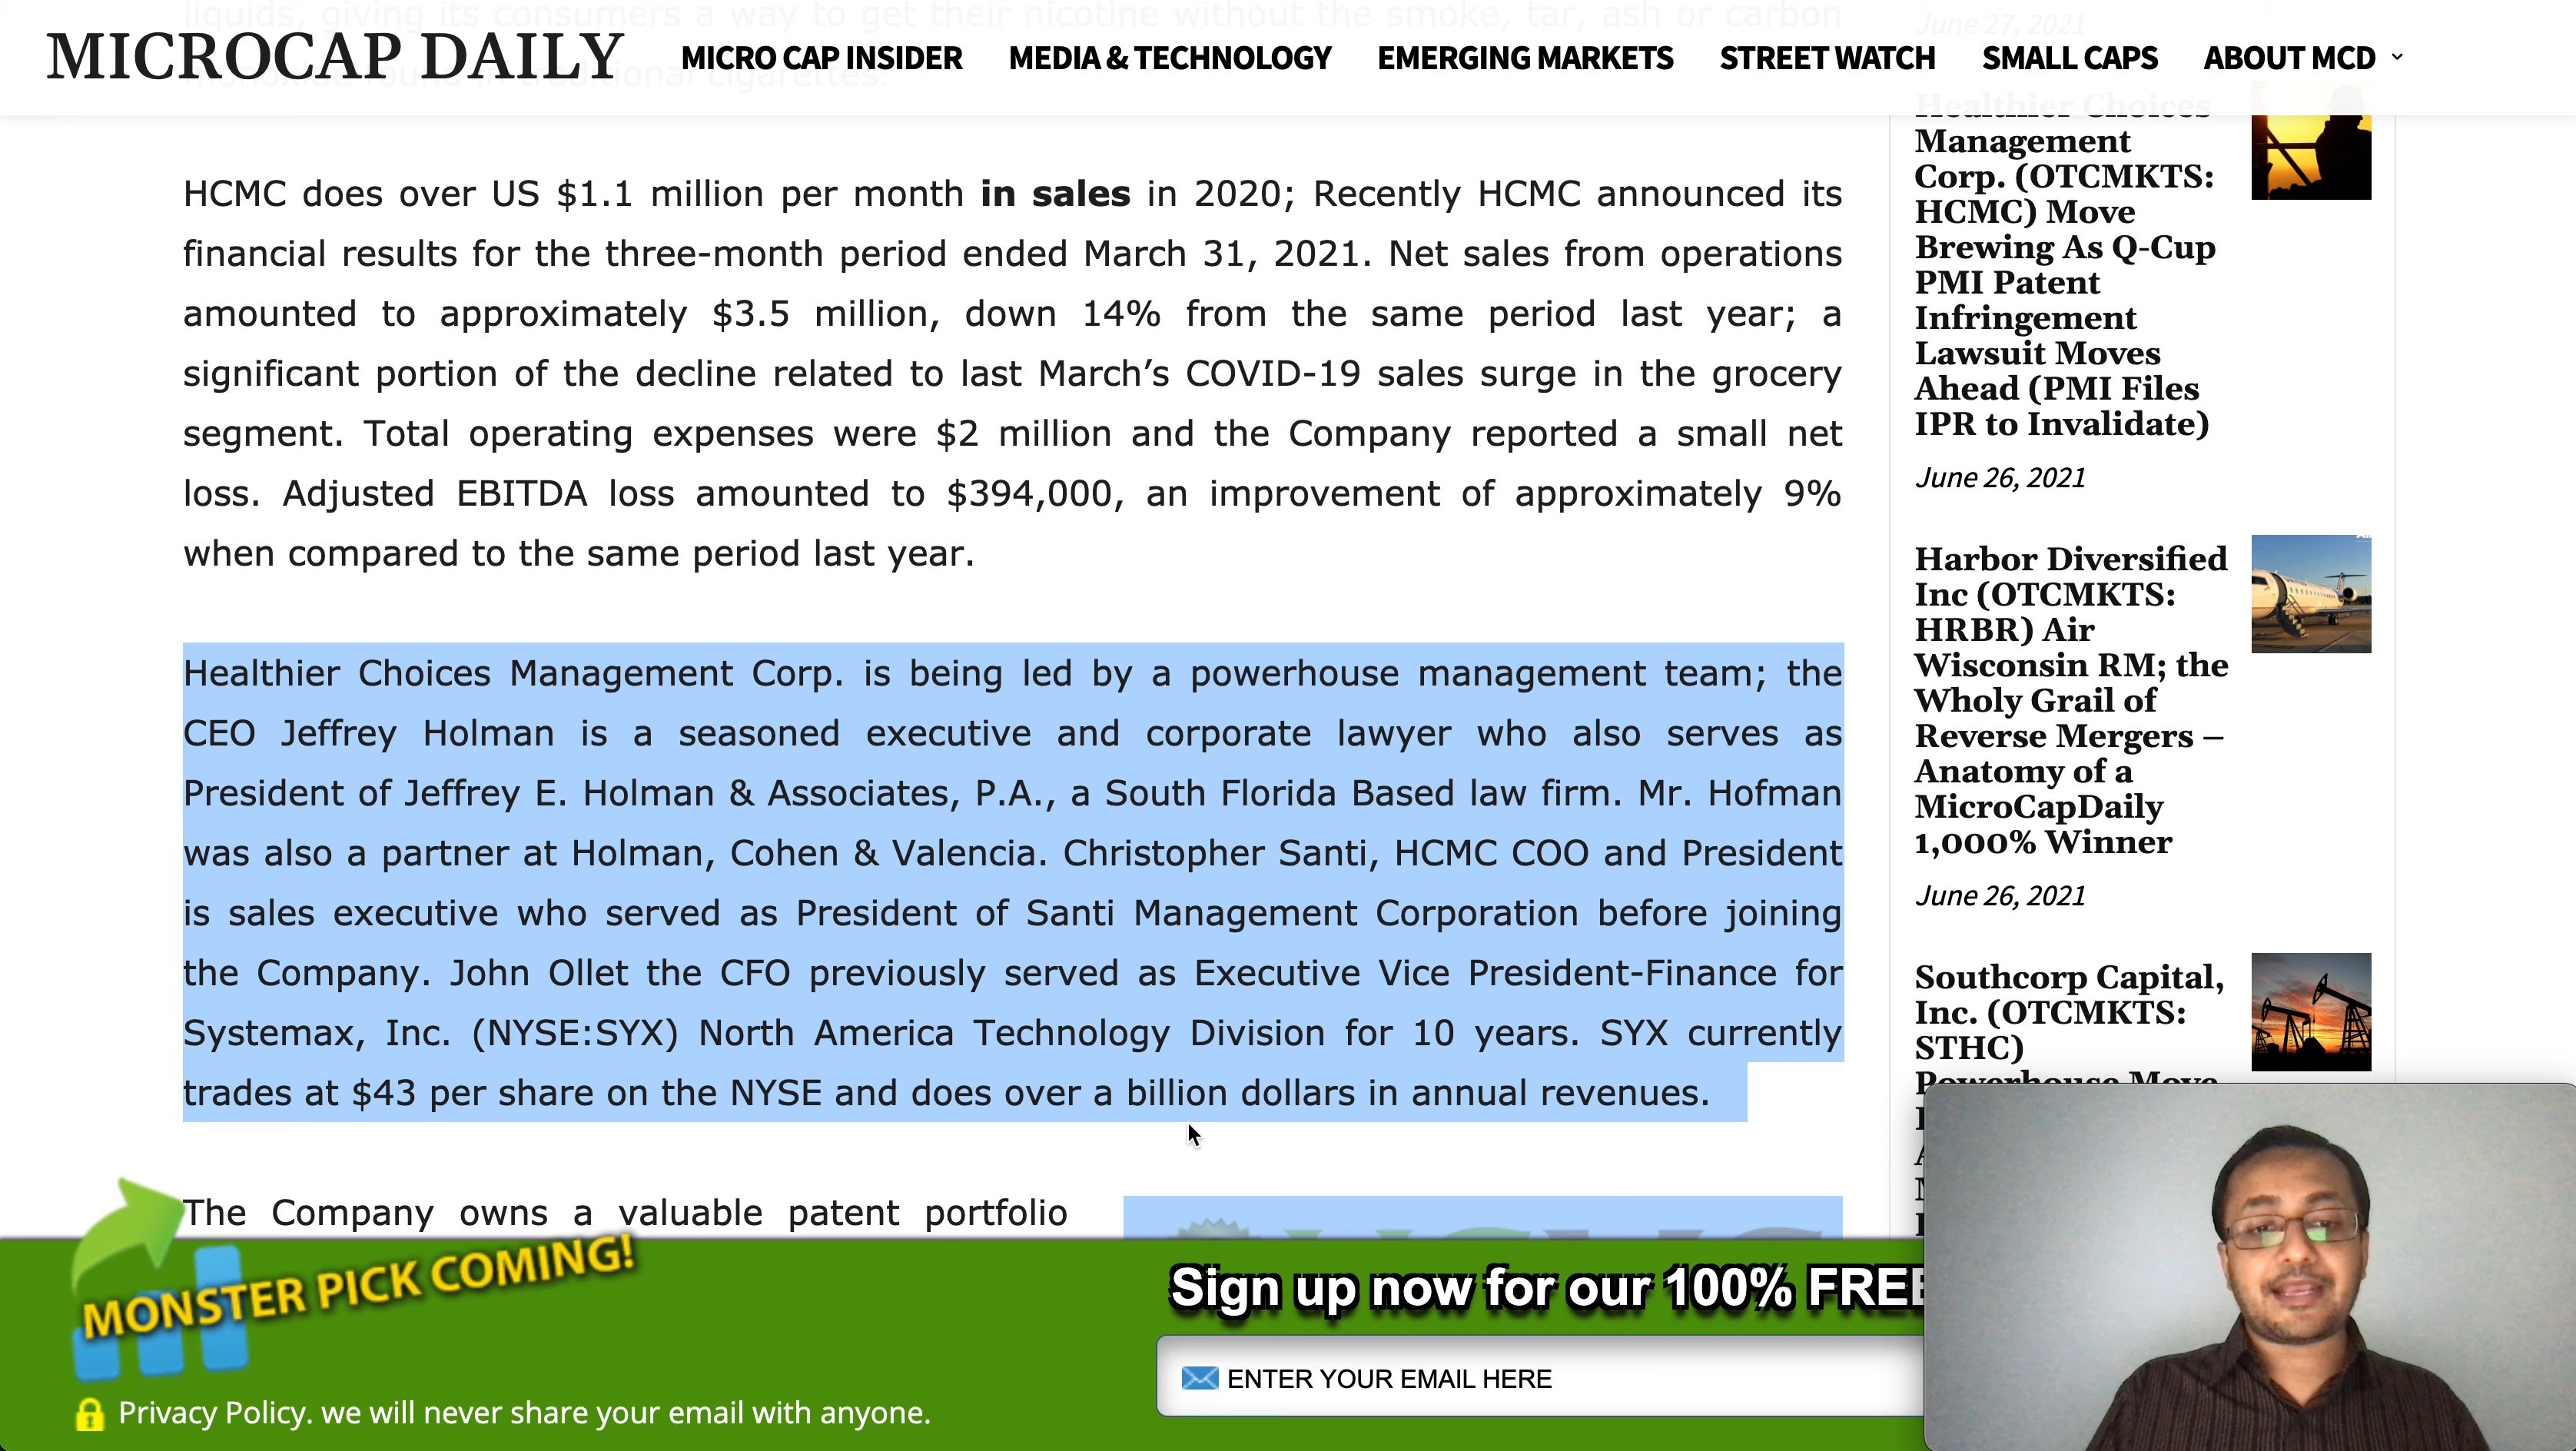 liquids, giving its consumers a way to get their nicotine without the smoke, tar, ash or carbon
MICROCAP DAILY
MICRO CAP INSIDER
MEDIA & TECHNOLOGY
EMERGING MARKETS
STREET WATCH
SMALL CAPS
ABOUT MCD
HCMC does over US $1.1 million per month in sales in 2020; Recently HCMC announced its
financial results for the three-month period ended March 31, 2021. Net sales from operations
amounted to approximately $3.5 million, down 14% from the same period last year; a
significant portion of the decline related to last March’s COVID-19 sales surge in the grocery
segment. Total operating expenses were $2 million and the Company reported a small net
loss. Adjusted EBITDA loss amounted to $394,000, an improvement of approximately 9%
when compared to the same period last year.
Healthier Choices Management Corp. is being led by a powerhouse management team; the
CEO Jeffrey Holman is a seasoned executive and corporate lawyer who also serves as
President of Jeffrey E. Holman & Associates, P.A., a South Florida Based law firm. Mr. Hofman
was also a partner at Holman, Cohen & Valencia. Christopher Santi, HCMC COO and President
is sales executive who served as President of Santi Management Corporation before joining
the Company. John Ollet the CFO previously served as Executive Vice President-Finance for
Systemax, Inc. (NYSE:SYX) North America Technology Division for 10 years. SYX currently
trades at $43 per share on the NYSE and does over a billion dollars in annual revenues.
The Company owns a valuable patent portfolio
June 27, 2021
Healthier Choices
Management
Corp. (OTCMKTS:
HCMC) Move
Brewing As Q-Cup
PMI Patent
Infringement
Lawsuit Moves
Ahead (PMI Files
IPR to Invalidate)
June 26, 2021
Harbor Diversified
Inc (OTCMKTS:
HRBR) Air
Wisconsin RM; the
Wholy Grail of
Reverse Mergers –
Anatomy of a
MicroCapDaily
1,000% Winner
June 26, 2021
Southcorp Capital,
Inc. (OTCMKTS:
STHC)
Powerhouse Move
MONSTER PICK COMING!
Privacy Policy. we will never share your email with anyone.
Sign up now for our 100% FREE
ENTER YOUR EMAIL HERE